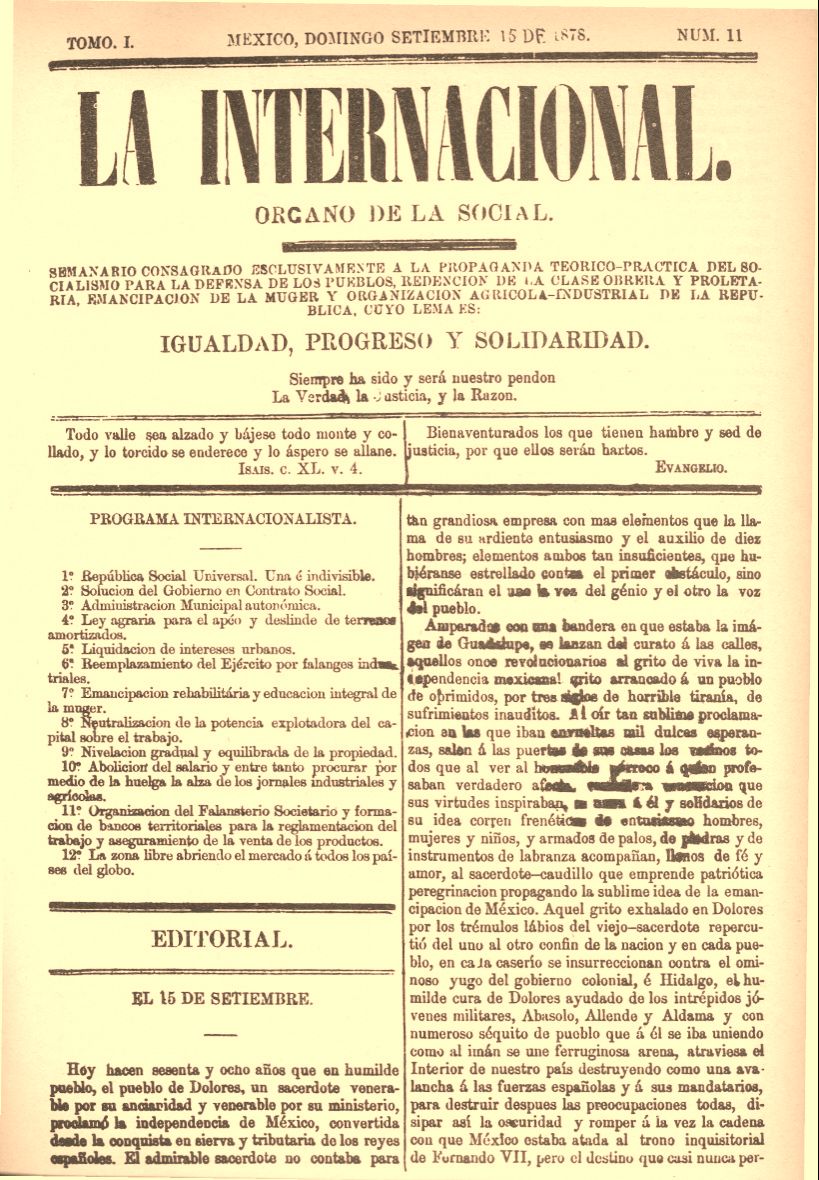 TOMO. I.
MEXICO, DOMINGO SETIEMBRE 15 DE 1878.
NUM. 11
LA INTERNACIONAL.
ORGANO DE LA SOCIAL.
SEMANARIO CONSAGRADO ESCLUSIVAMENTE A LA PROPAGANDA TEORICO-PRACTICA DEL SO-
CIALISMO PARA LA DEFENSA DE LOS PUEBLOS, REDENCION DE LA CLASE OBRERA Y PROLETA-
RIA, EMANCIPACION DE LA MUGER Y ORGANIZACION AGRICOLA-INDUSTRIAL DE LA REPU-
BLICA, CUYO LEMA ES:
IGUALDAD, PROGRESO Y SOLIDARIDAD.
Siempre ha sido y será nuestro pendon
La Verdad, la Justicia, y la Razon.
Todo valle sea alzado y bájese todo monte y co-
llado, y lo torcido se enderece y lo áspero se allane.
ISAIS. c. XL. v. 4.
Bienaventurados los que tienen hambre y sed de
justicia, por que ellos serán hartos.
EVANGELIO.
PROGRAMA INTERNACIONALISTA.
1º República Social Universal. Una é indivisible.
2º Solucion del Gobierno en Contrato Social.
3º Administracion Municipal autonómica.
4º Ley agraria para el apéo y deslinde de terrenos
amortizados.
5º Liquidacion de intereses urbanos.
6º Reemplazamiento del Ejército por falanges indus-
triales.
7º Emancipacion rehabilitária y educacion integral de
la muger.
8º Neutralizacion de la potencia explotadora del ca-
pital sobre el trabajo.
9º Nivelacion gradual y equilibrada de la propiedad.
10º Abolicion del salario y entre tanto procurar por
medio de la huelga la alza de los jornales industriales y
agrícolas.
11º Organizacion del Falansterio Societario y forma-
cion de bancos territoriales para la reglamentacion del
trabajo y aseguramiento de la venta de los productos.
12º La zona libre abriendo el mercado á todos los paí-
ses del globo.
EDITORIAL.
EL 15 DE SETIEMBRE.
Hoy hacen sesenta y ocho años que en humilde
pueblo, el pueblo de Dolores, un sacerdote venera-
ble por su ancianidad y venerable por su ministerio,
proclamó la independencia de México, convertida
desde la conquista en sierva y tributaria de los reyes
españoles. El admirable sacerdote no contaba para
tan grandiosa empresa con mas elementos que la lla-
ma de su ardiente entusiasmo y el auxilio de diez
hombres; elementos ambos tan insuficientes, que hu-
biéranse estrellado contra el primer obstáculo, sino
significáran el uno la voz del génio y el otro la voz
del pueblo.
Amparados con una bandera en que estaba la imá-
gen de Guadalupe, se lanzan del curato á las calles,
aquellos once revolucionarios al grito de viva la in-
dependencia mexicana! grito arrancado á un pueblo
de oprimidos, por tres siglos de horrible tiranía, de
sufrimientos inauditos. Al oír tan sublime proclama-
cion en las que iban envueltas mil dulces esperan-
zas, salen á las puertas de sus casas los vecinos to-
dos que al ver al honorable párroco á quien profe-
saban verdadero que
sus virtudes inspiraban, á él y solidarios de
su idea corren frenéticos de entusiasmo hombres,
mujeres y niños, y armados de palos, de piedras y de
instrumentos de labranza acompañan, llenos de fé y
amor, al sacerdote-caudillo que emprende patriótica
peregrinacion propagando la sublime idea de la eman-
cipacion de México. Aquel grito exhalado en Dolores
por los trémulos lábios del viejo-sacerdote repercu-
tió del uno al otro confin de la nacion y en cada pue-
blo, en cada caserío se insurreccionan contra el omi-
noso yugo del gobierno colonial, é Hidalgo, el hu-
milde cura de Dolores ayudado de los intrépidos jó-
venes militares, Abasolo, Allende y Aldama y con
numeroso séquito de pueblo que á él se iba uniendo
como al imán se une ferruginosa arena, atraviesa el
Interior de nuestro país destruyendo como una ava-
lancha á las fuerzas españolas y á sus mandatarios,
para destruir despues las preocupaciones todas, di-
sipar así la oscuridad y romper á la vez la cadena
con que México estaba atada al trono inquisitorial
de Fernando VII, pero el destino que casi nunca per-